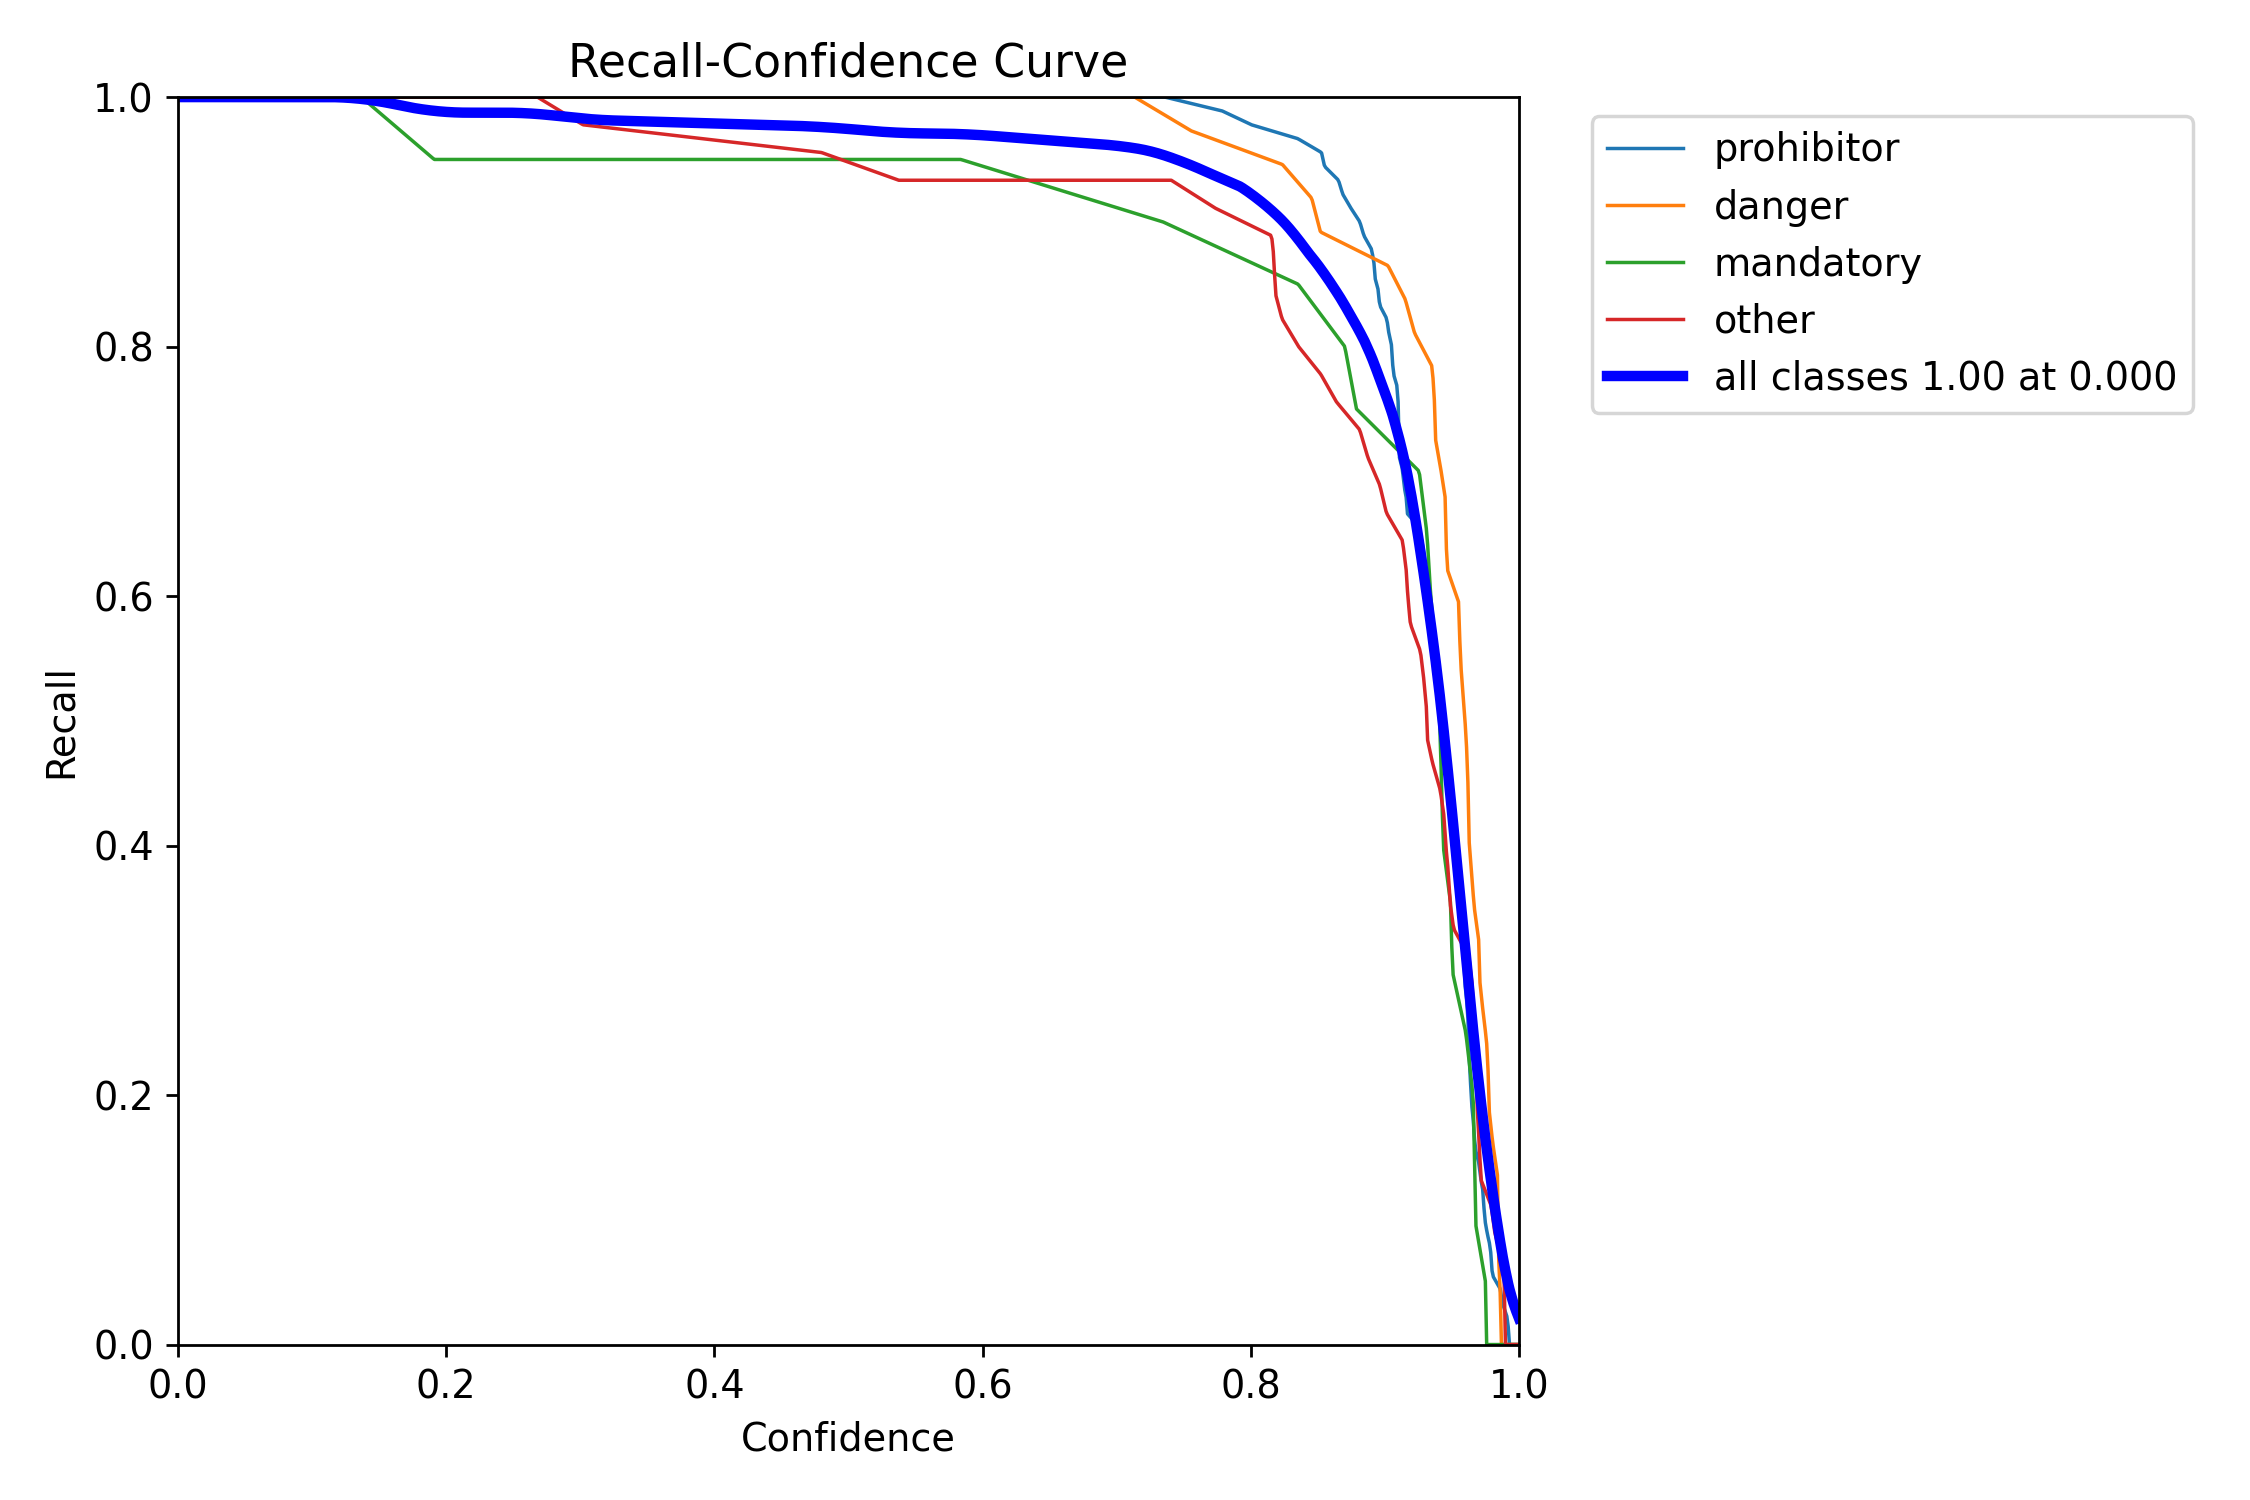 Recall-Confidence Curve
1.0
0.8
0.6
0.4
0.2
0.0
Recall
0.0 0.2 0.4 0.6 0.8 1.0
Confidence
prohibitor
danger
mandatory
other
all classes 1.00 at 0.000